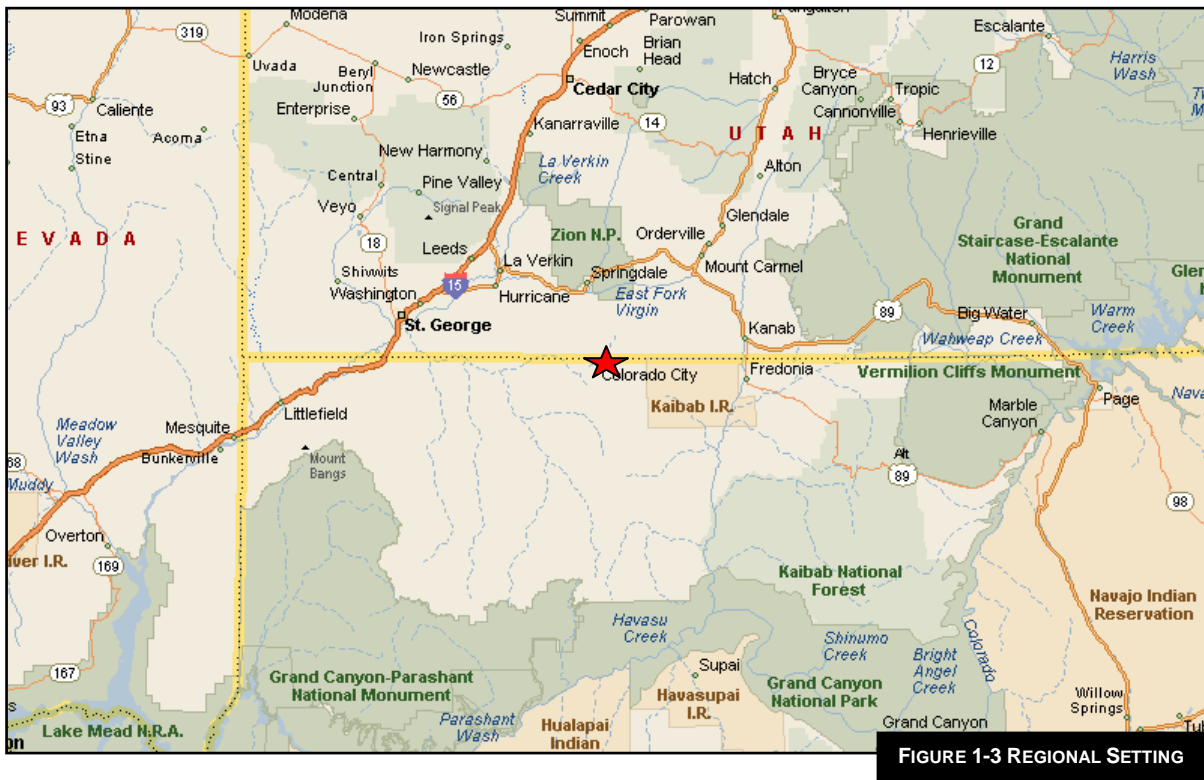 Modena
Summit
Parowan
Panguitch
Escalante
319
Iron Springs
Enoch
Brian
Head
Harris
Wash
Uvada
Beryl
Junction
Newcastle
Cedar City
Hatch
Bryce
Canyon
Tropic
12
93
Caliente
56
Enterprise
Cannonville
Etna
Acoma
Kanarraville
14
U T A H
Henrieville
Stine
New Harmony
La Verkin
Creek
Alton
Central
Pine Valley
Veyo
Signal Peak
Glendale
Grand
Staircase-Escalante
National
Monument
E V A D A
18
Leeds
Zion N.P.
Orderville
La Verkin
Mount Carmel
Shivwits
Springdale
Washington
15
Hurricane
East Fork
Virgin
89
Big Water
Warm
Creek
St. George
Kanab
Wahweap Creek
Colorado City
Fredonia
Vermilion Cliffs Monument
Kaibab I.R.
Page
Littlefield
Marble
Canyon
Meadow
Valley
Wash
Mesquite
Bunkerville
Mount
Bangs
Alt
89
68
Muddy
98
Overton
iver I.R.
169
Kaibab National
Forest
Navajo Indian
Reservation
Havasu
Creek
Shinumo
Creek
Colorado
Bright
Angel
Creek
Supai
167
Grand Canyon-Parashant
National Monument
Havasupai
I.R.
Grand Canyon
National Park
Willow
Springs
Lake Mead N.R.A.
Parashant
Wash
Hualapai
Indian
Grand Canyon
on
FIGURE 1-3 REGIONAL SETTING